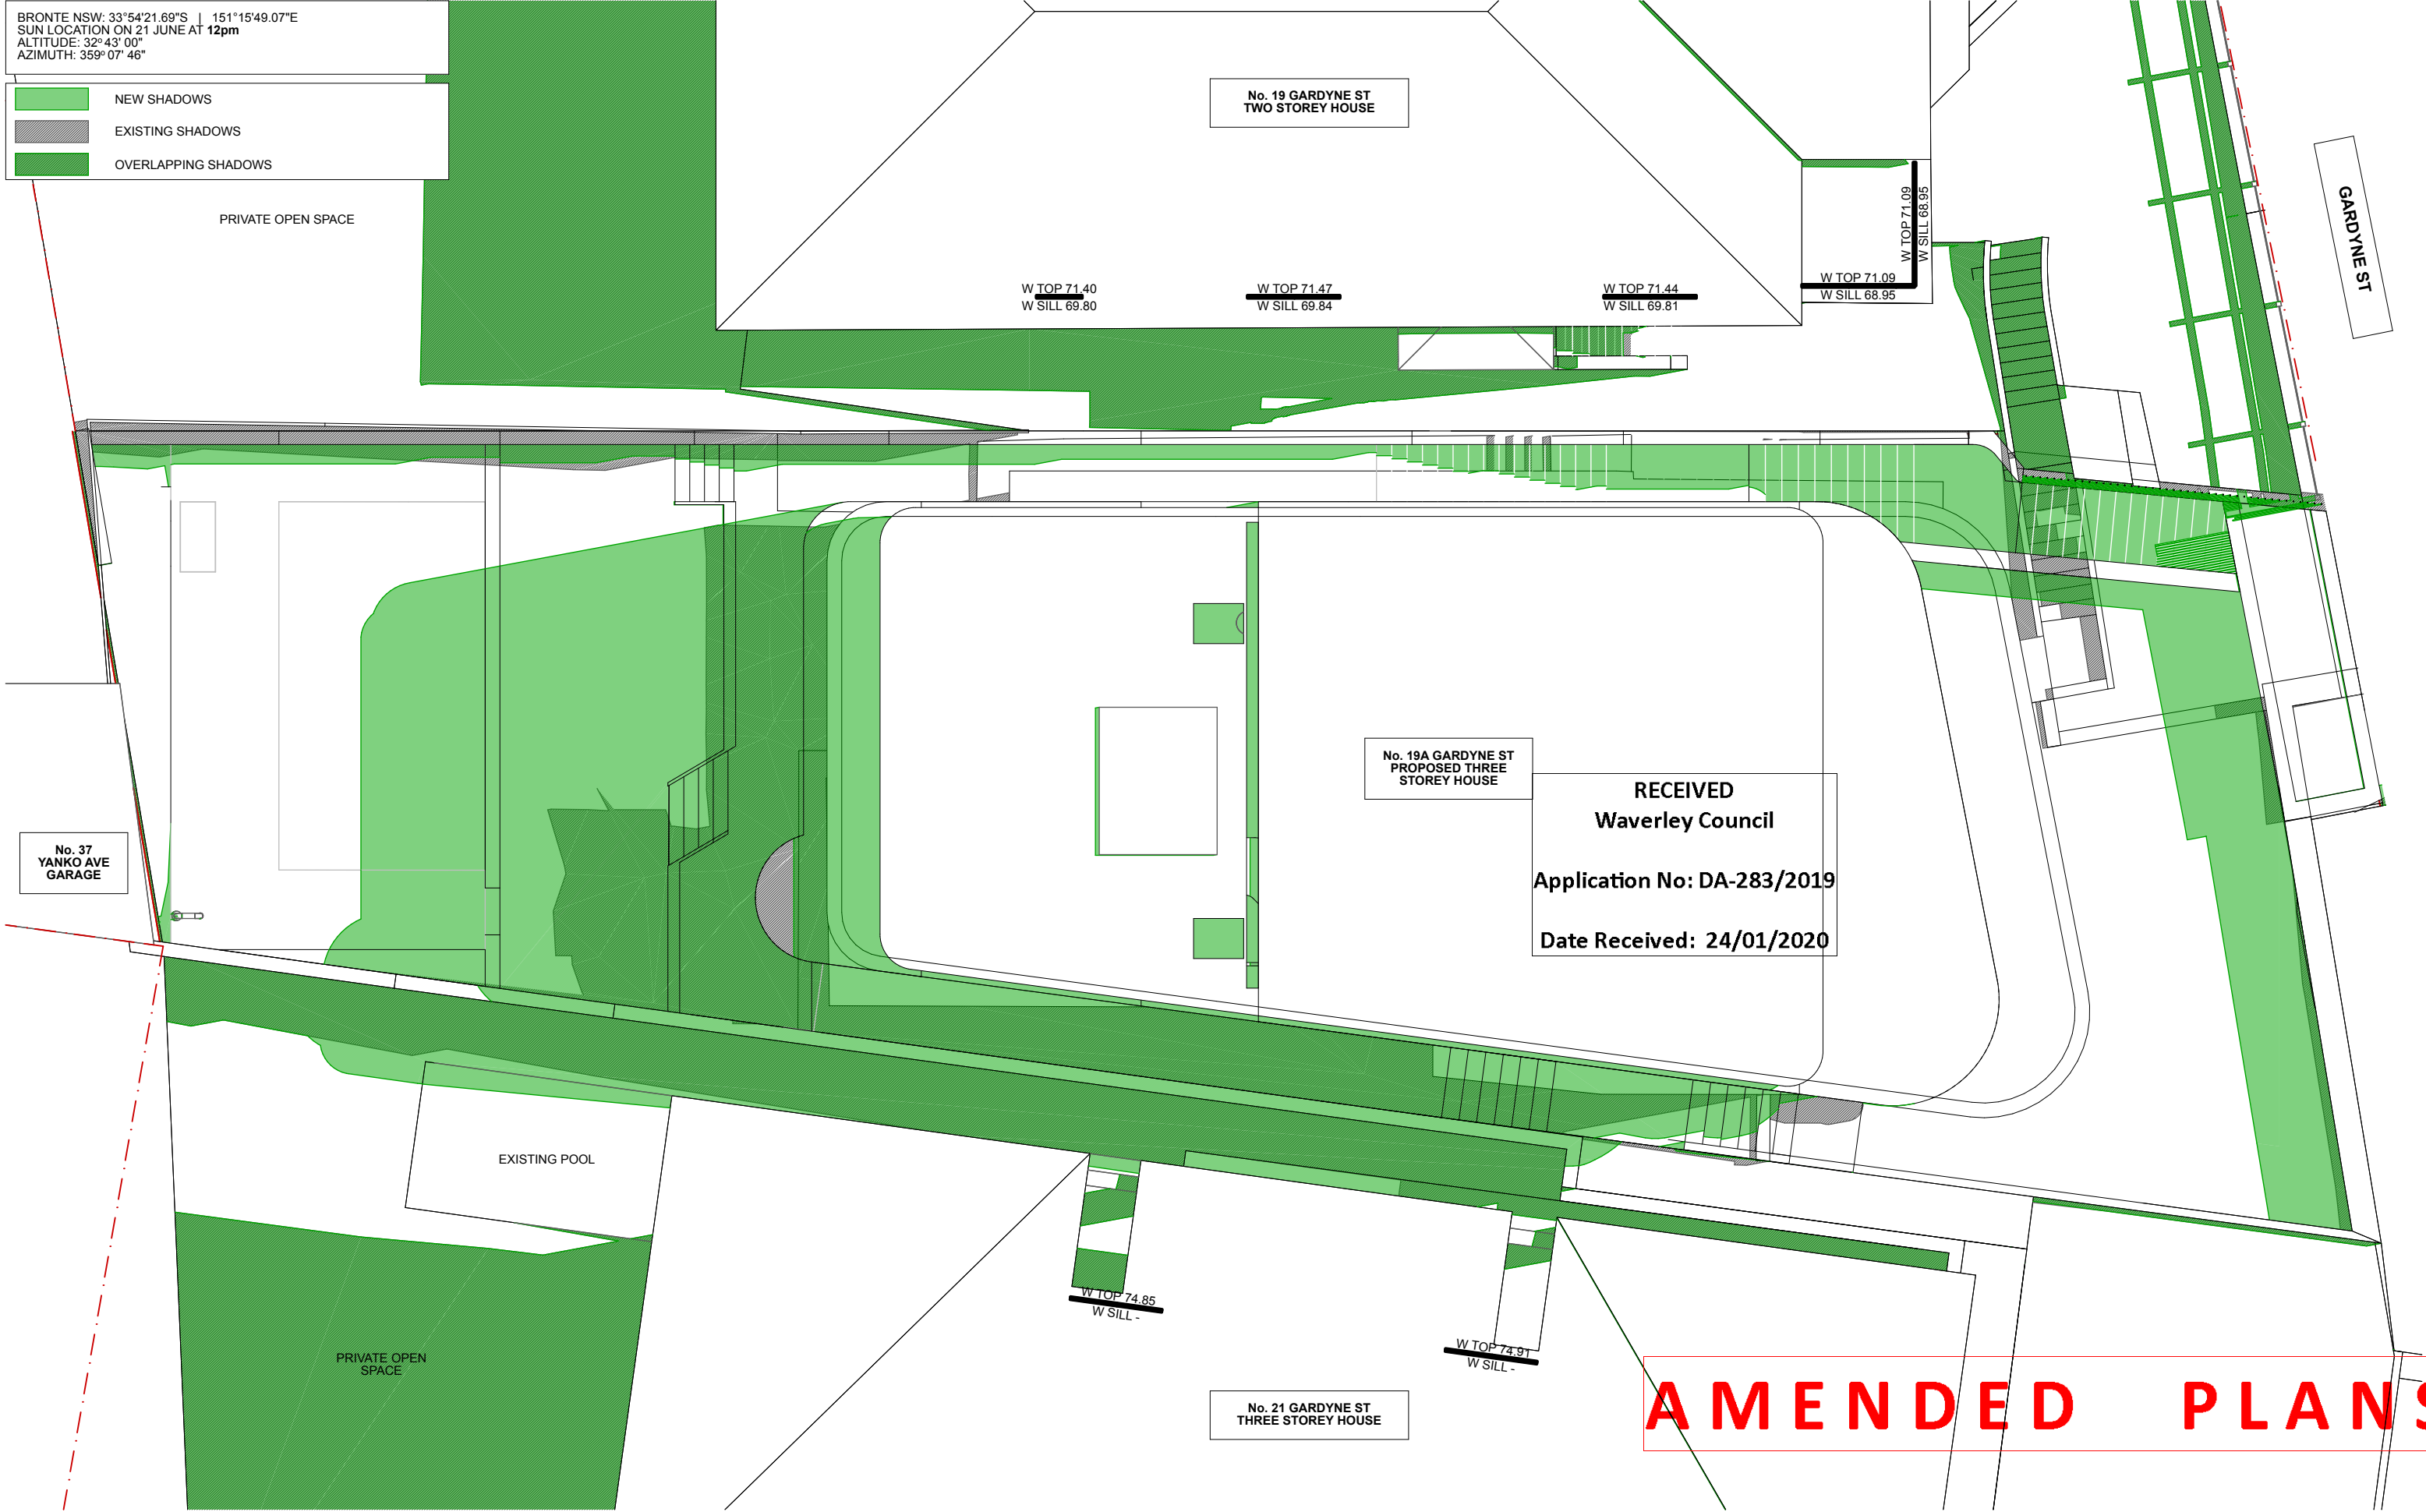 BRONTE NSW: 33°54'21.69"S | 151°15'49.07"E
SUN LOCATION ON 21 JUNE AT 12pm
ALTITUDE: 32º 43' 00"
AZIMUTH: 359º 07' 46"
NEW SHADOWS
EXISTING SHADOWS
OVERLAPPING SHADOWS
PRIVATE OPEN SPACE
No. 19 GARDYNE ST
TWO STOREY HOUSE
W TOP 71.09
W SILL 68.95
GARDYNE ST
W TOP 71.40
W SILL 69.80
W TOP 71.47
W SILL 69.84
W TOP 71.44
W SILL 69.81
W TOP 71.09
W SILL 68.95
No. 19A GARDYNE ST
PROPOSED THREE
STOREY HOUSE
RECEIVED
Waverley Council
Application No: DA-283/2019
Date Received: 24/01/2020
No. 37
YANKO AVE
GARAGE
EXISTING POOL
W TOP 74.85
W SILL -
W TOP 74.91
W SILL -
PRIVATE OPEN
SPACE
No. 21 GARDYNE ST
THREE STOREY HOUSE
AMENDED PLANS